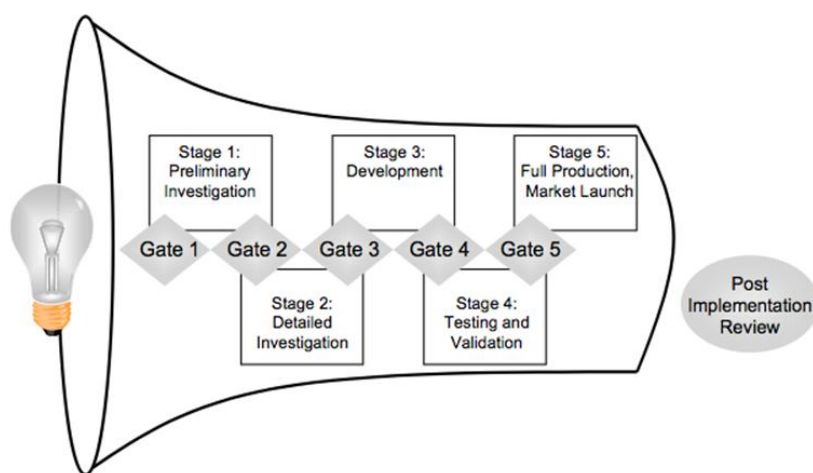 Stage 1:
Preliminary
Investigation
Stage 3:
Development
Stage 5:
Full Production,
Market Launch
Gate 1
Gate 2
Gate 3
Gate 4
Gate 5
Stage 2:
Detailed
Investigation
Stage 4:
Testing and
Validation
Post
Implementation
Review